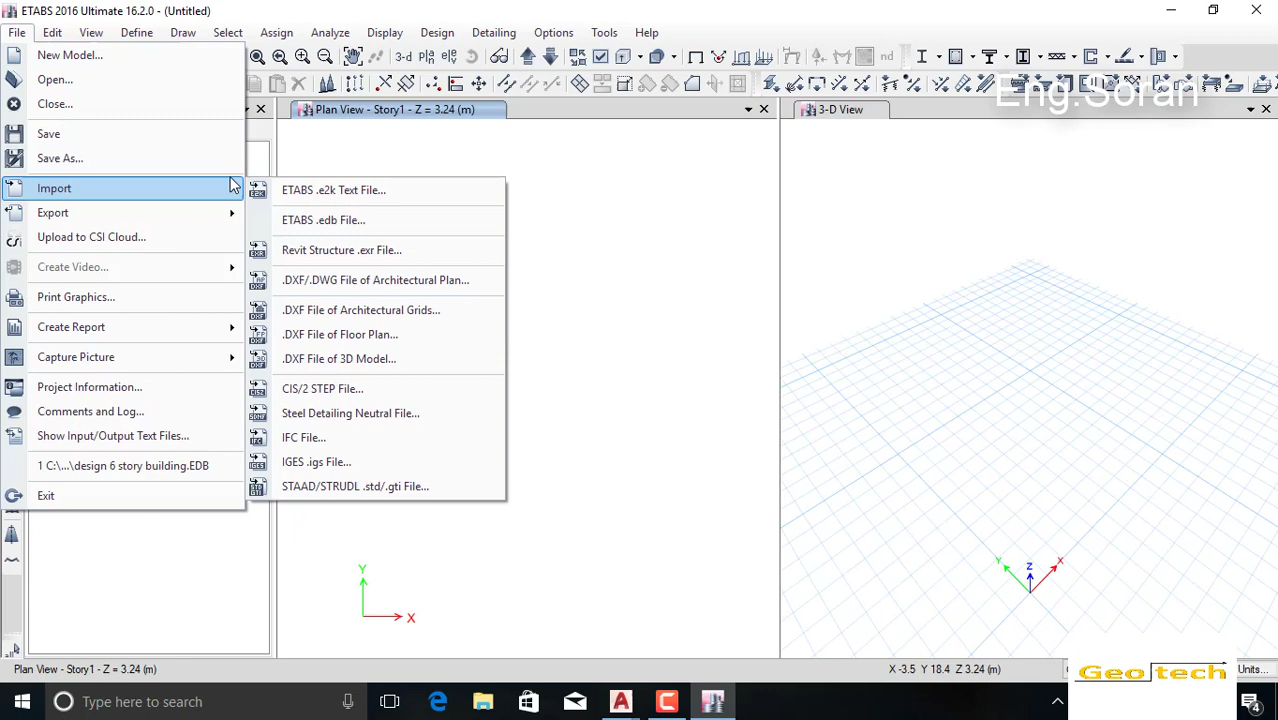 ETABS 2016 Ultimate 16.2.0 - (Untitled)
File Edit View Define Draw Select Assign Analyze Display Design Detailing Options Tools Help
New Model...
Open...
Close...
Save
Save As...
Import
Export
Upload to CSI Cloud...
Create Video...
Print Graphics...
Create Report
Capture Picture
Project Information...
Comments and Log...
Show Input/Output Text Files...
1 C:\...\design 6 story building.EDB
Exit
ETABS .e2k Text File...
ETABS .edb File...
Revit Structure .exr File...
.DXF/.DWG File of Architectural Plan...
.DXF File of Architectural Grids...
.DXF File of Floor Plan...
.DXF File of 3D Model...
CIS/2 STEP File...
Steel Detailing Neutral File...
IFC File...
IGES .igs File...
STAAD/STRUDL .std/.gti File...
3-d
Plan View - Story1 - Z = 3.24 (m)
3-D View
Eng.Soran
Y
X
Y
Z
X
Plan View - Story1 - Z = 3.24 (m)
X -3.5 Y 18.4 Z 3.24 (m)
Units...
Geotech
Type here to search
4